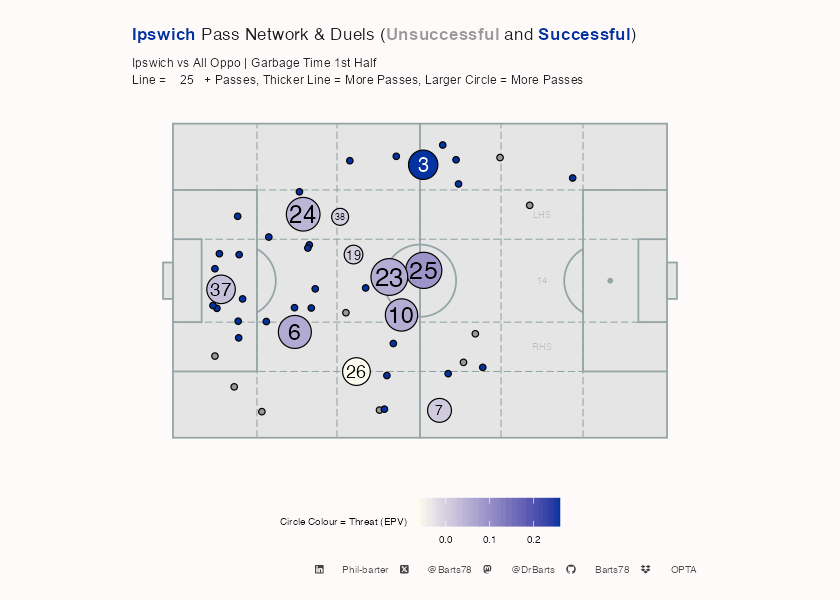 Ipswich Pass Network & Duels (Unsuccessful and Successful)
Ipswich vs All Oppo | Garbage Time 1st Half
Line = 25 + Passes, Thicker Line = More Passes, Larger Circle = More Passes
3
24
38
LHS
19
23
25
14
37
10
6
RHS
26
7
Circle Colour = Threat (EPV)
0.0 0.1 0.2
Phil-barter @Barts78 @DrBarts Barts78 OPTA